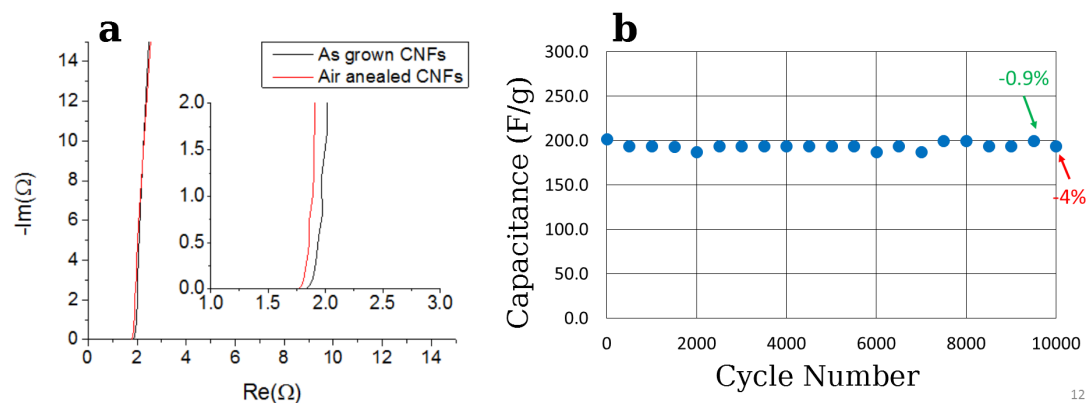 a
As grown CNFs
Air anealed CNFs
14
12
10
8
6
4
2
0
-Im(Ω)
0 2 4 6 8 10 12 14
Re(Ω)
2.0
1.5
1.0
0.5
0.0
1.0 1.5 2.0 2.5 3.0
b
300.0
250.0
200.0
150.0
100.0
50.0
0.0
Capacitance (F/g)
-0.9%
-4%
0 2000 4000 6000 8000 10000
Cycle Number
12